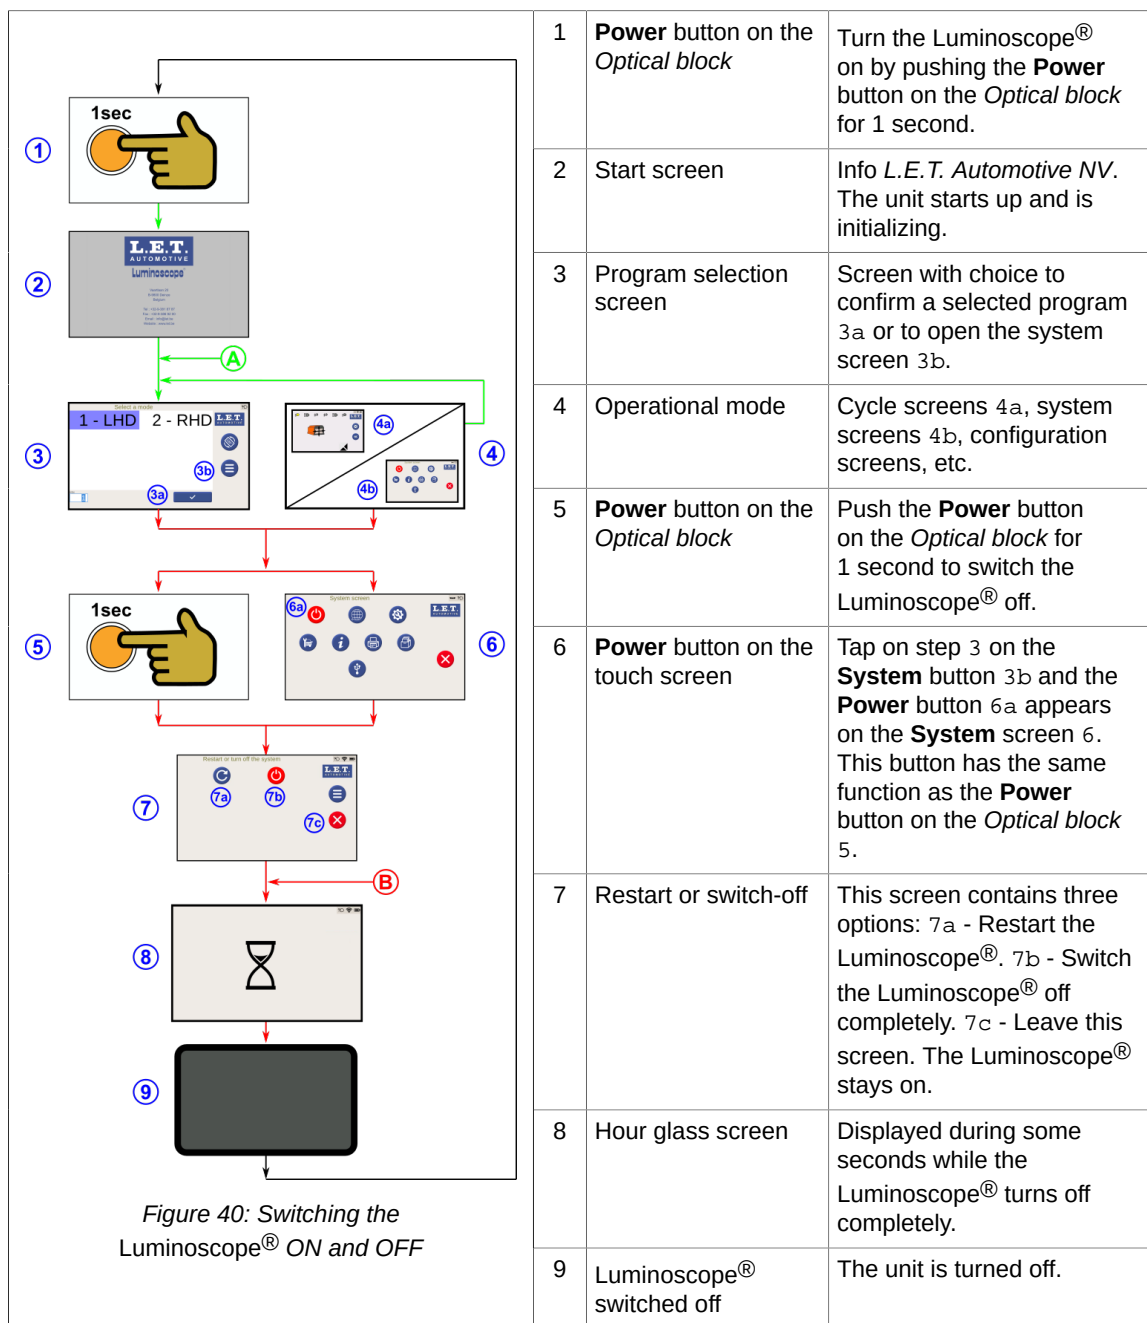 1sec
1
L.E.T.
AUTOMOTIVE
Luminoscope®
2
A
Select a mode
1 - LHD 2 - RHD
L.E.T.
3
3b
3a
4a
4
4b
1sec
5
System screen
6a
L.E.T.
6
Restart or turn off the system
L.E.T.
7a
7b
7
7c
B
8
9
Figure 40: Switching the
Luminoscope® ON and OFF
1
Power button on the
Optical block
Turn the Luminoscope®
on by pushing the Power
button on the Optical block
for 1 second.
2
Start screen
Info L.E.T. Automotive NV.
The unit starts up and is
initializing.
3
Program selection
screen
Screen with choice to
confirm a selected program
3a or to open the system
screen 3b.
4
Operational mode
Cycle screens 4a, system
screens 4b, configuration
screens, etc.
5
Power button on the
Optical block
Push the Power button
on the Optical block for
1 second to switch the
Luminoscope® off.
6
Power button on the
touch screen
Tap on step 3 on the
System button 3b and the
Power button 6a appears
on the System screen 6.
This button has the same
function as the Power
button on the Optical block
5.
7
Restart or switch-off
This screen contains three
options: 7a - Restart the
Luminoscope®. 7b - Switch
the Luminoscope® off
completely. 7c - Leave this
screen. The Luminoscope®
stays on.
8
Hour glass screen
Displayed during some
seconds while the
Luminoscope® turns off
completely.
9
Luminoscope®
switched off
The unit is turned off.